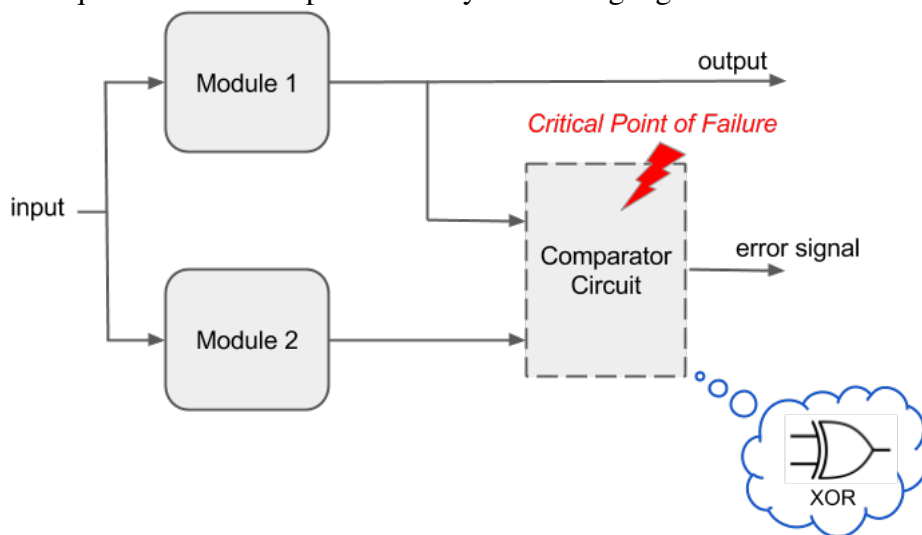 Module 1
output
Critical Point of Failure
input
Comparator
Circuit
error signal
Module 2
XOR